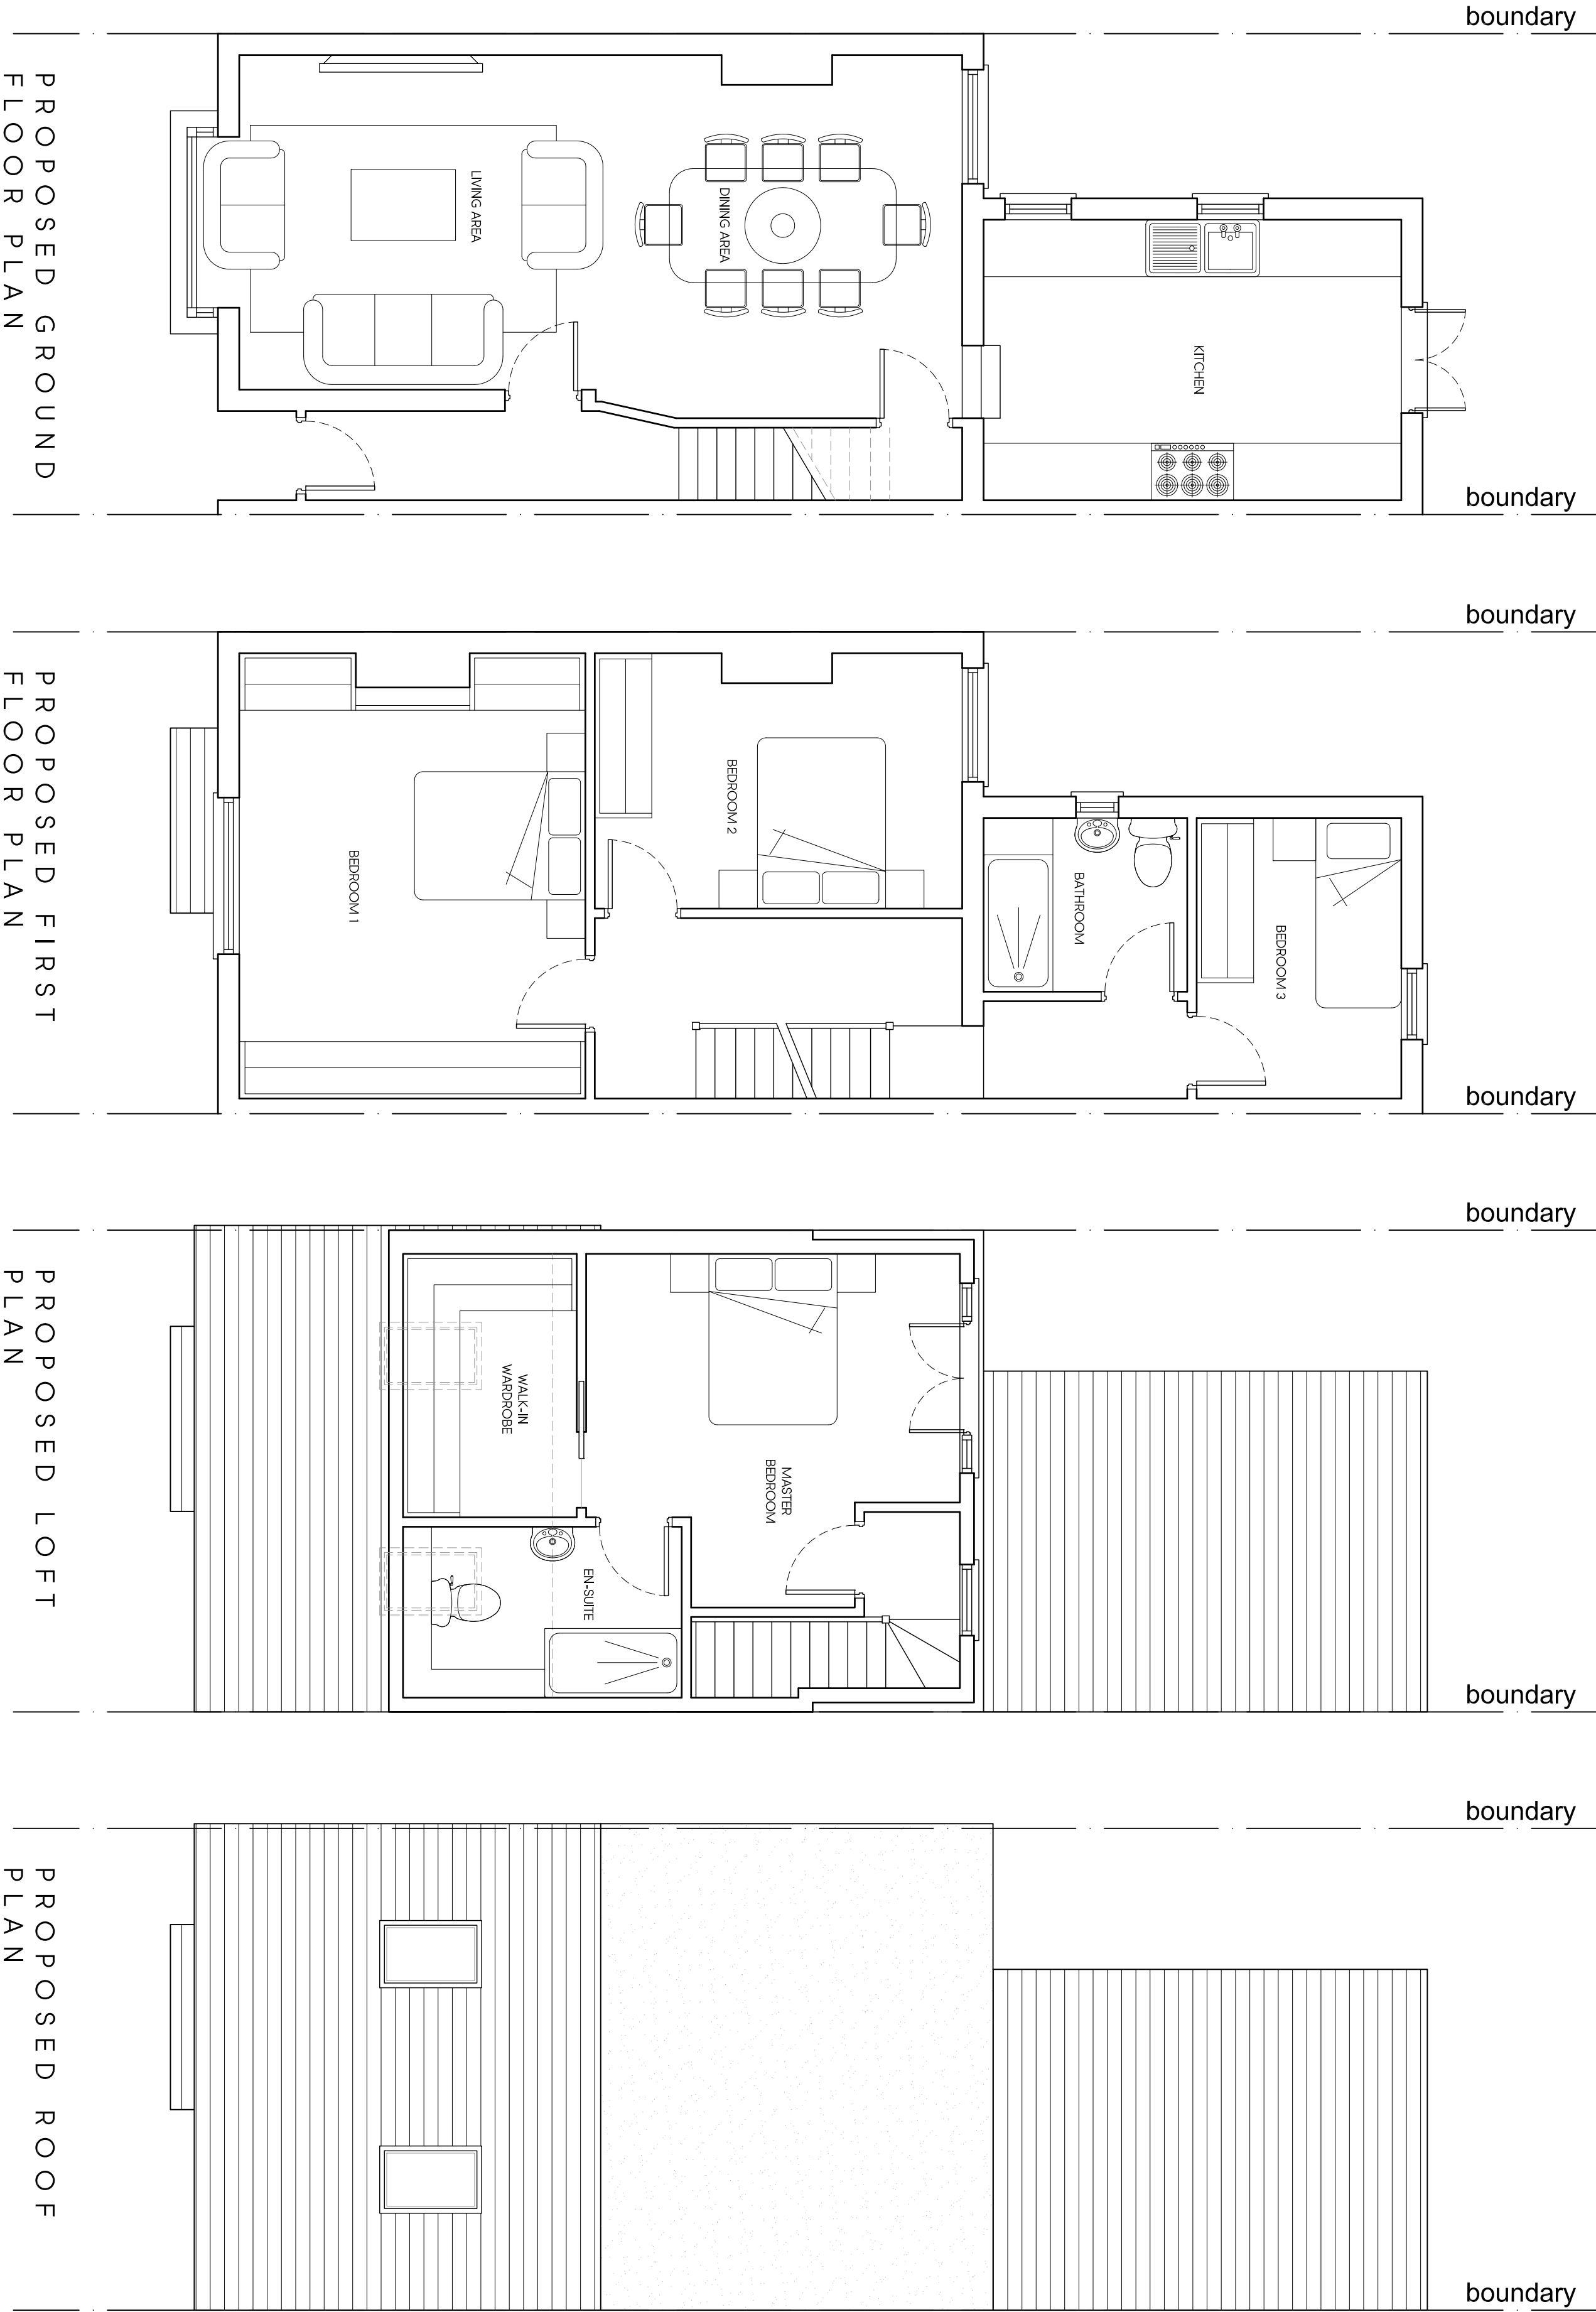 boundary
PROPOSED GROUND
FLOOR PLAN
LIVING AREA
DINING AREA
KITCHEN
boundary
boundary
PROPOSED FIRST
FLOOR PLAN
BEDROOM 1
BEDROOM 2
BATHROOM
BEDROOM 3
boundary
boundary
PROPOSED LOFT
PLAN
WALK-IN
WARDROBE
MASTER
BEDROOM
EN-SUITE
boundary
boundary
PROPOSED ROOF
PLAN
boundary